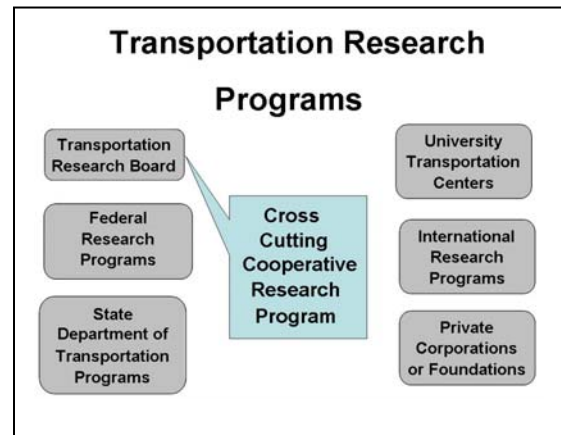 Transportation Research
Programs
Transportation
Research Board
Federal
Research
Programs
State
Department of
Transportation
Programs
Cross
Cutting
Cooperative
Research
Program
University
Transportation
Centers
International
Research
Programs
Private
Corporations
or Foundations